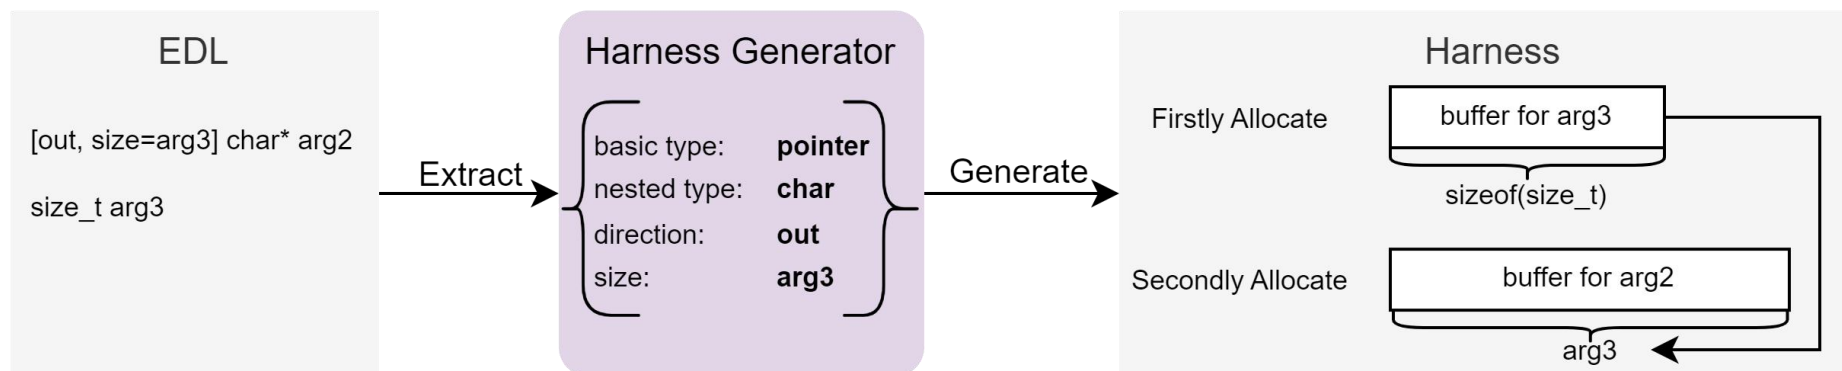 EDL
[out, size=arg3] char* arg2
size_t arg3
Extract
Harness Generator
basic type: pointer
nested type: char
direction: out
size: arg3
Generate
Harness
Firstly Allocate
buffer for arg3
sizeof(size_t)
Secondly Allocate
buffer for arg2
arg3